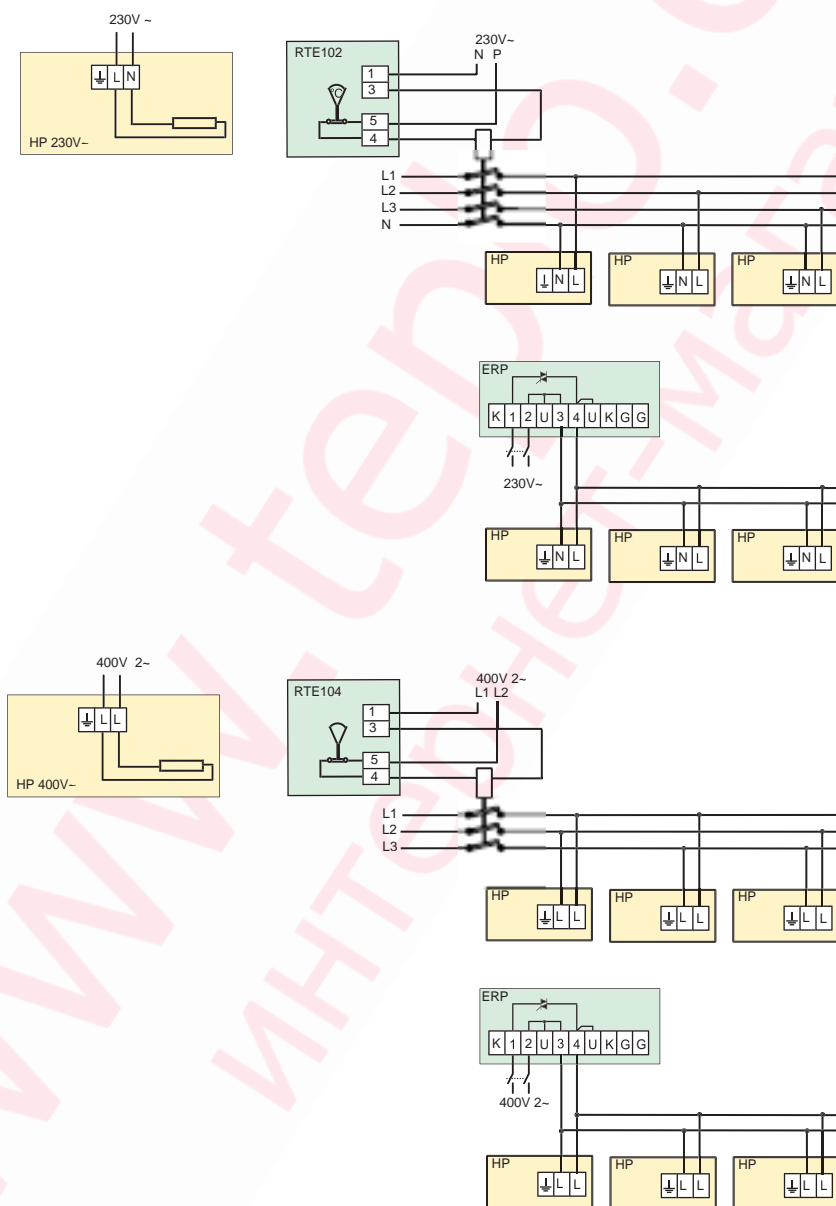 230V ~
L N
HP 230V~
RTE102
°C
1
3
5
4
230V~
N P
L1
L2
L3
N
HP
N L
HP
N L
HP
N L
ERP
K 1 2 U 3 4 U K G G
230V~
HP
N L
HP
N L
HP
N L
400V 2~
L L
HP 400V~
RTE104
1
3
5
4
400V 2~
L1 L2
L1
L2
L3
HP
L L
HP
L L
HP
L L
ERP
K 1 2 U 3 4 U K G G
400V 2~
HP
L L
HP
L L
HP
L L